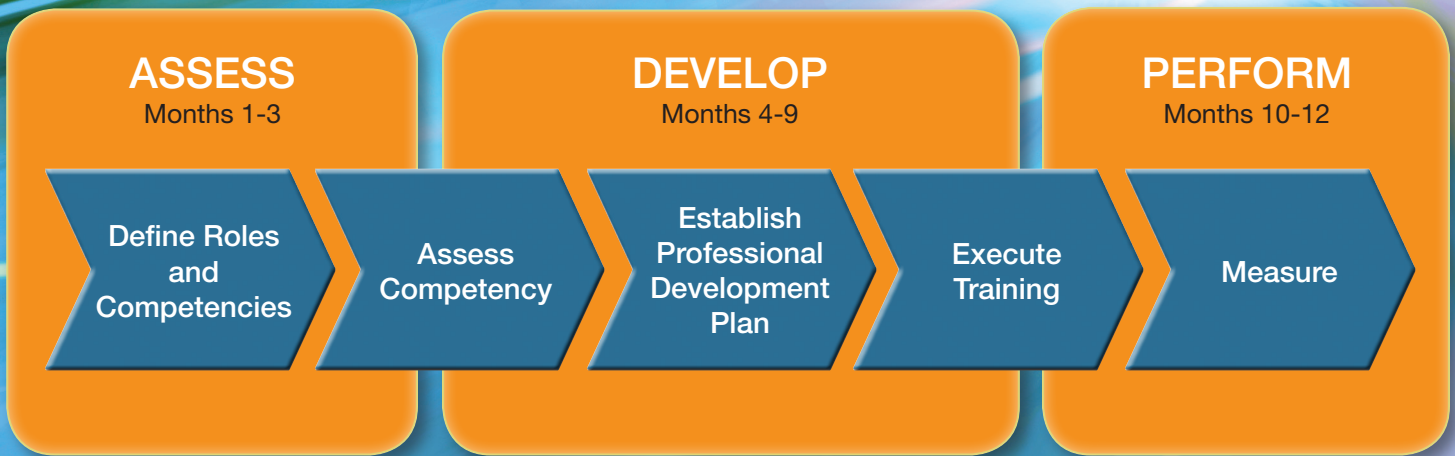 ASSESS
Months 1-3
DEVELOP
Months 4-9
PERFORM
Months 10-12
Define Roles
and
Competencies
Assess
Competency
Establish
Professional
Development
Plan
Execute
Training
Measure